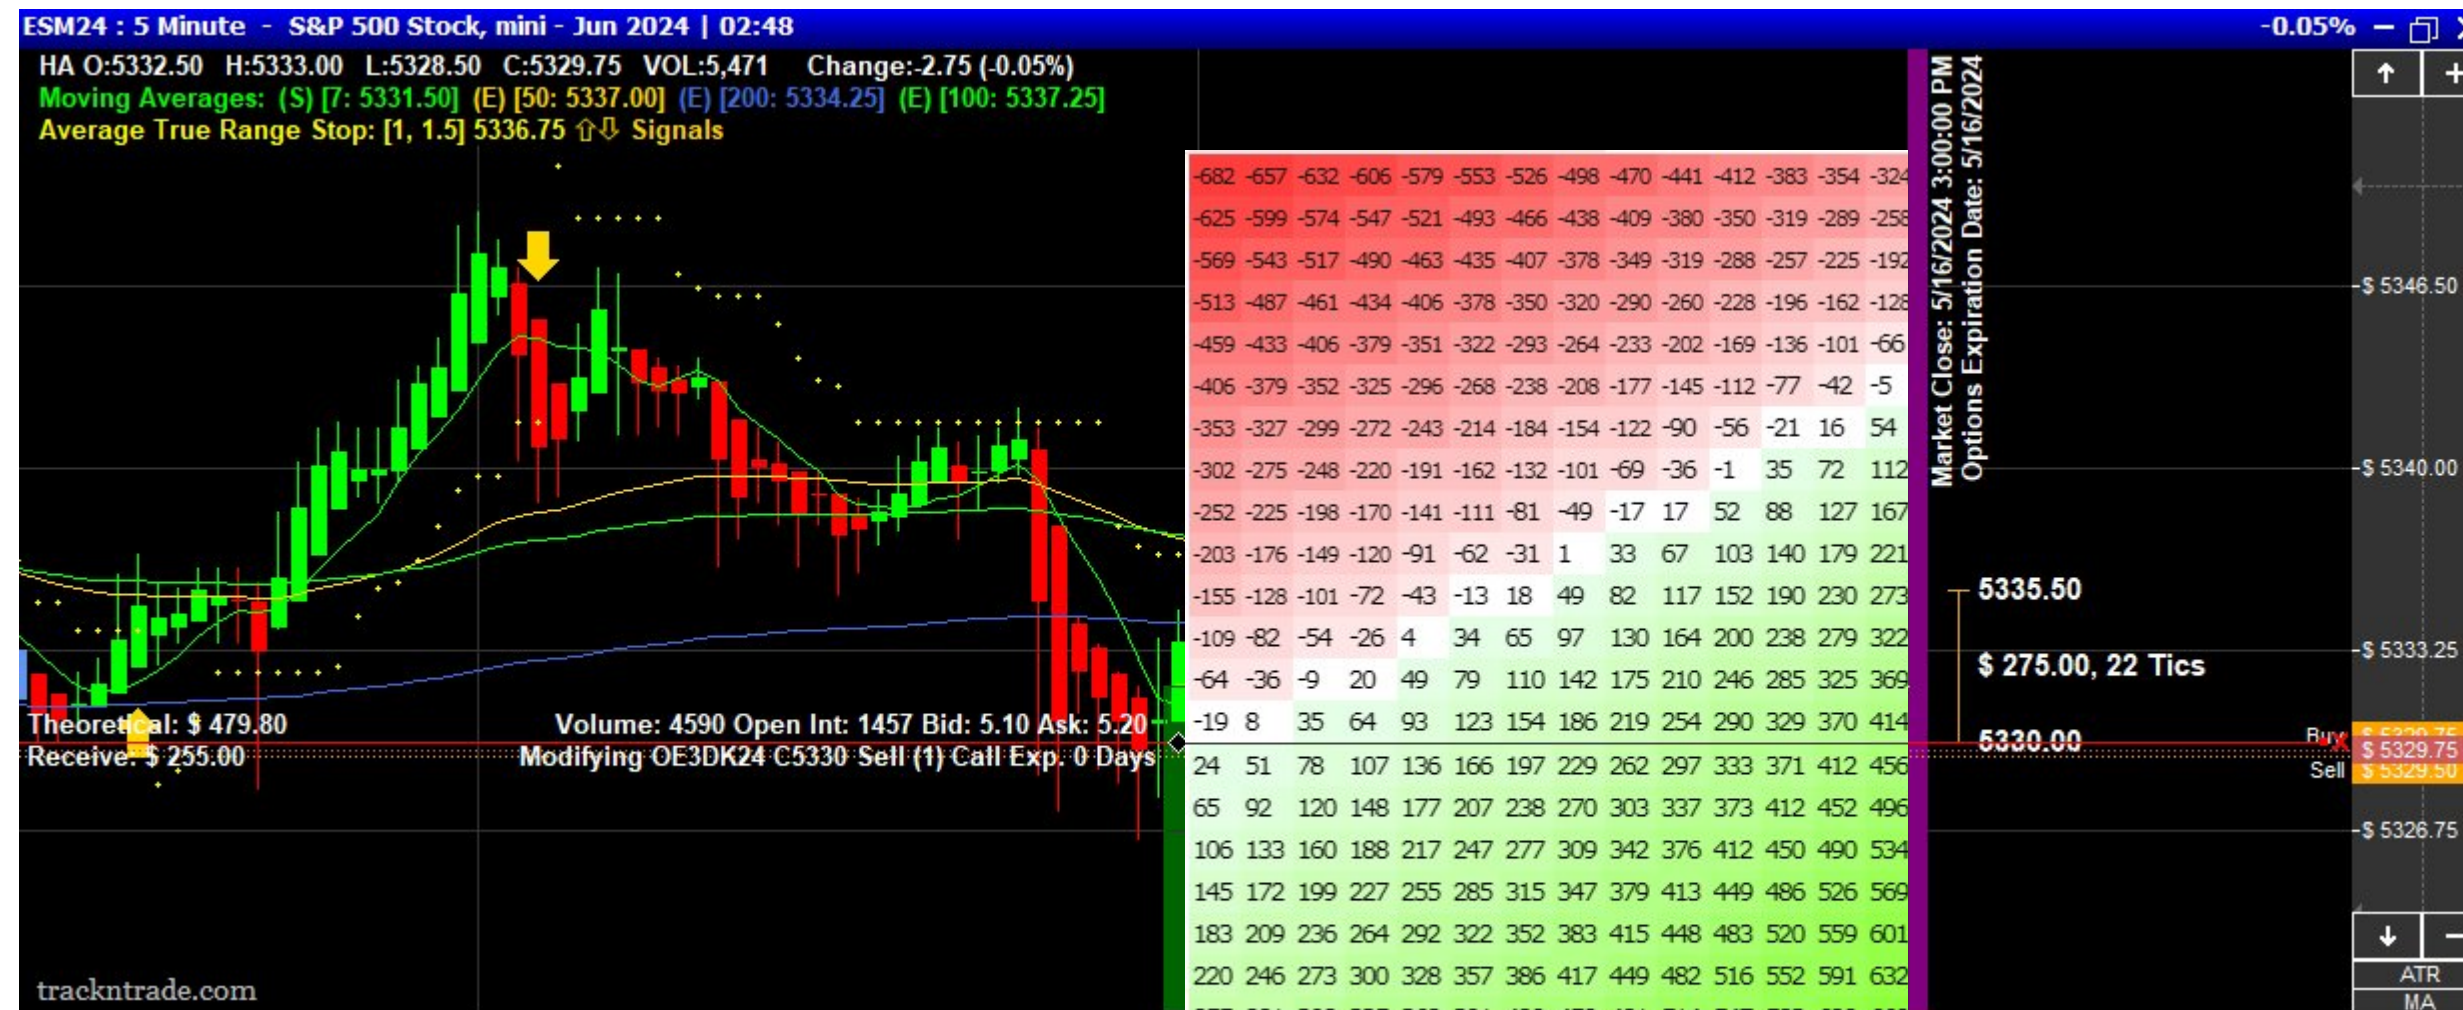 ESM24 : 5 Minute - S&P 500 Stock, mini - Jun 2024 | 02:48
-0.05%
HA O:5332.50 H:5333.00 L:5328.50 C:5329.75 VOL:5,471 Change:-2.75 (-0.05%)
Moving Averages: (S) [7: 5331.50] (E) [50: 5337.00] (E) [200: 5334.25] (E) [100: 5337.25]
Average True Range Stop: [1, 1.5] 5336.75 ⇧⇩ Signals
-682 -657 -632 -606 -579 -553 -526 -498 -470 -441 -412 -383 -354 -324
-625 -599 -574 -547 -521 -493 -466 -438 -409 -380 -350 -319 -289 -258
-569 -543 -517 -490 -463 -435 -407 -378 -349 -319 -288 -257 -225 -192
-513 -487 -461 -434 -406 -378 -350 -320 -290 -260 -228 -196 -162 -128
-459 -433 -406 -379 -351 -322 -293 -264 -233 -202 -169 -136 -101 -66
-406 -379 -352 -325 -296 -268 -238 -208 -177 -145 -112 -77 -42 -5
-353 -327 -299 -272 -243 -214 -184 -154 -122 -90 -56 -21 16 54
-302 -275 -248 -220 -191 -162 -132 -101 -69 -36 -1 35 72 112
-252 -225 -198 -170 -141 -111 -81 -49 -17 17 52 88 127 167
-203 -176 -149 -120 -91 -62 -31 1 33 67 103 140 179 221
-155 -128 -101 -72 -43 -13 18 49 82 117 152 190 230 273
-109 -82 -54 -26 4 34 65 97 130 164 200 238 279 322
-64 -36 -9 20 49 79 110 142 175 210 246 285 325 369
-19 8 35 64 93 123 154 186 219 254 290 329 370 414
24 51 78 107 136 166 197 229 262 297 333 371 412 456
65 92 120 148 177 207 238 270 303 337 373 412 452 496
106 133 160 188 217 247 277 309 342 376 412 450 490 534
145 172 199 227 255 285 315 347 379 413 449 486 526 569
183 209 236 264 292 322 352 383 415 448 483 520 559 601
220 246 273 300 328 357 386 417 449 482 516 552 591 632
Market Close: 5/16/2024 3:00:00 PM
Options Expiration Date: 5/16/2024
$ 5346.50
$ 5340.00
5335.50
$ 5333.25
$ 275.00, 22 Tics
Theoretical: $ 479.80
Volume: 4590 Open Int: 1457 Bid: 5.10 Ask: 5.20
5330.00
Buy
$ 5329.75
$ 5329.75
Receive: $ 255.00
Modifying OE3DK24 C5330 Sell (1) Call Exp. 0 Days
Sell
$ 5329.50
$ 5326.75
ATR
MA
trackntrade.com